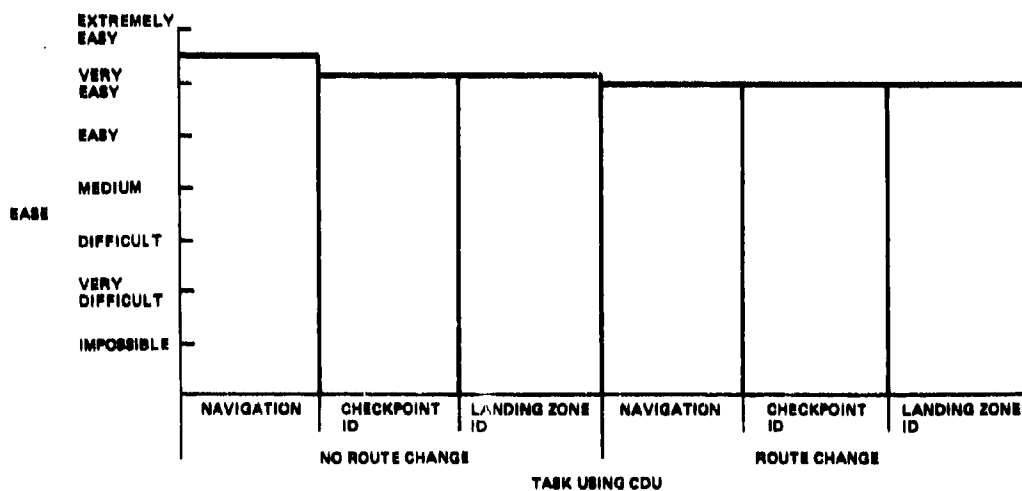 EXTREMELY
EASY
VERY
EASY
EASY
MEDIUM
EASE
DIFFICULT
VERY
DIFFICULT
IMPOSSIBLE
NAVIGATION CHECKPOINT LANDING ZONE NAVIGATION CHECKPOINT LANDING ZONE
ID ID ID ID
NO ROUTE CHANGE ROUTE CHANGE
TASK USING CDU